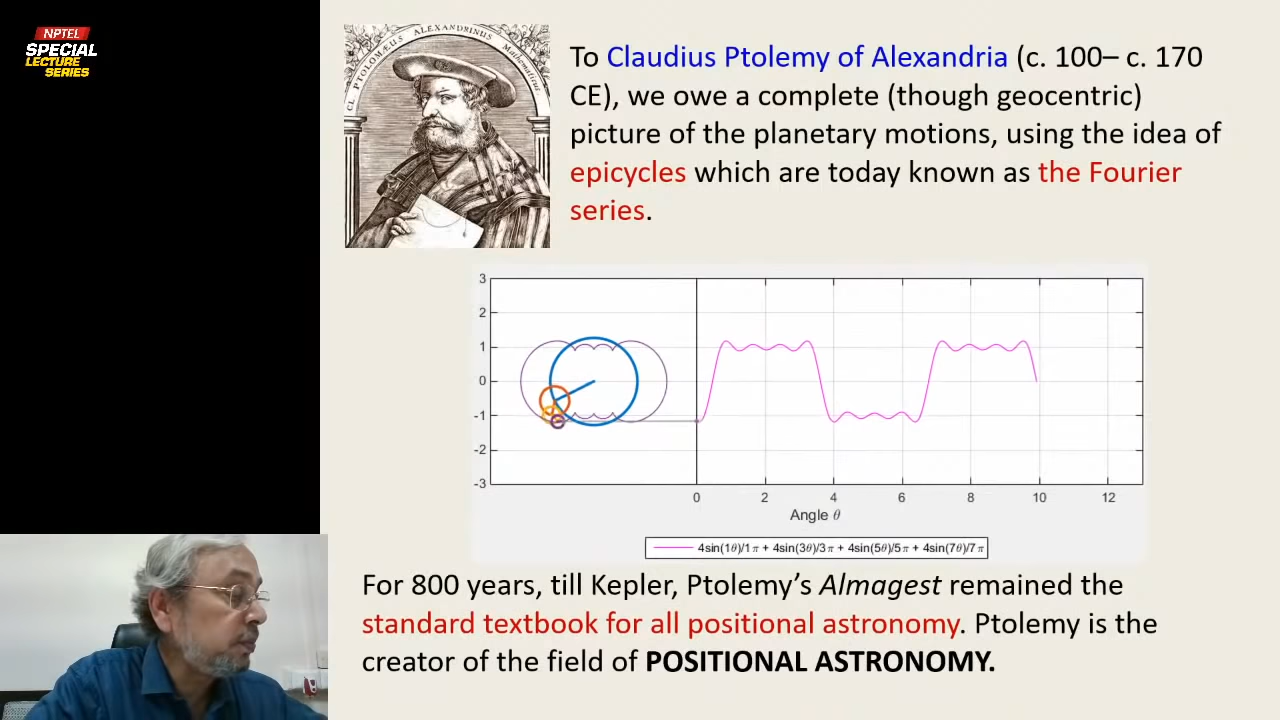 NPTEL
SPECIAL
LECTURE
SERIES
CL PTOLOMÆUS ALEXANDRINUS Mathematicus
To Claudius Ptolemy of Alexandria (c. 100– c. 170
CE), we owe a complete (though geocentric)
picture of the planetary motions, using the idea of
epicycles which are today known as the Fourier
series.
3
2
1
0
-1
-2
-3
0 2 4 6 8 10 12
Angle θ
4sin(1θ)/1π + 4sin(3θ)/3π + 4sin(5θ)/5π + 4sin(7θ)/7π
For 800 years, till Kepler, Ptolemy’s Almagest remained the
standard textbook for all positional astronomy. Ptolemy is the
creator of the field of POSITIONAL ASTRONOMY.